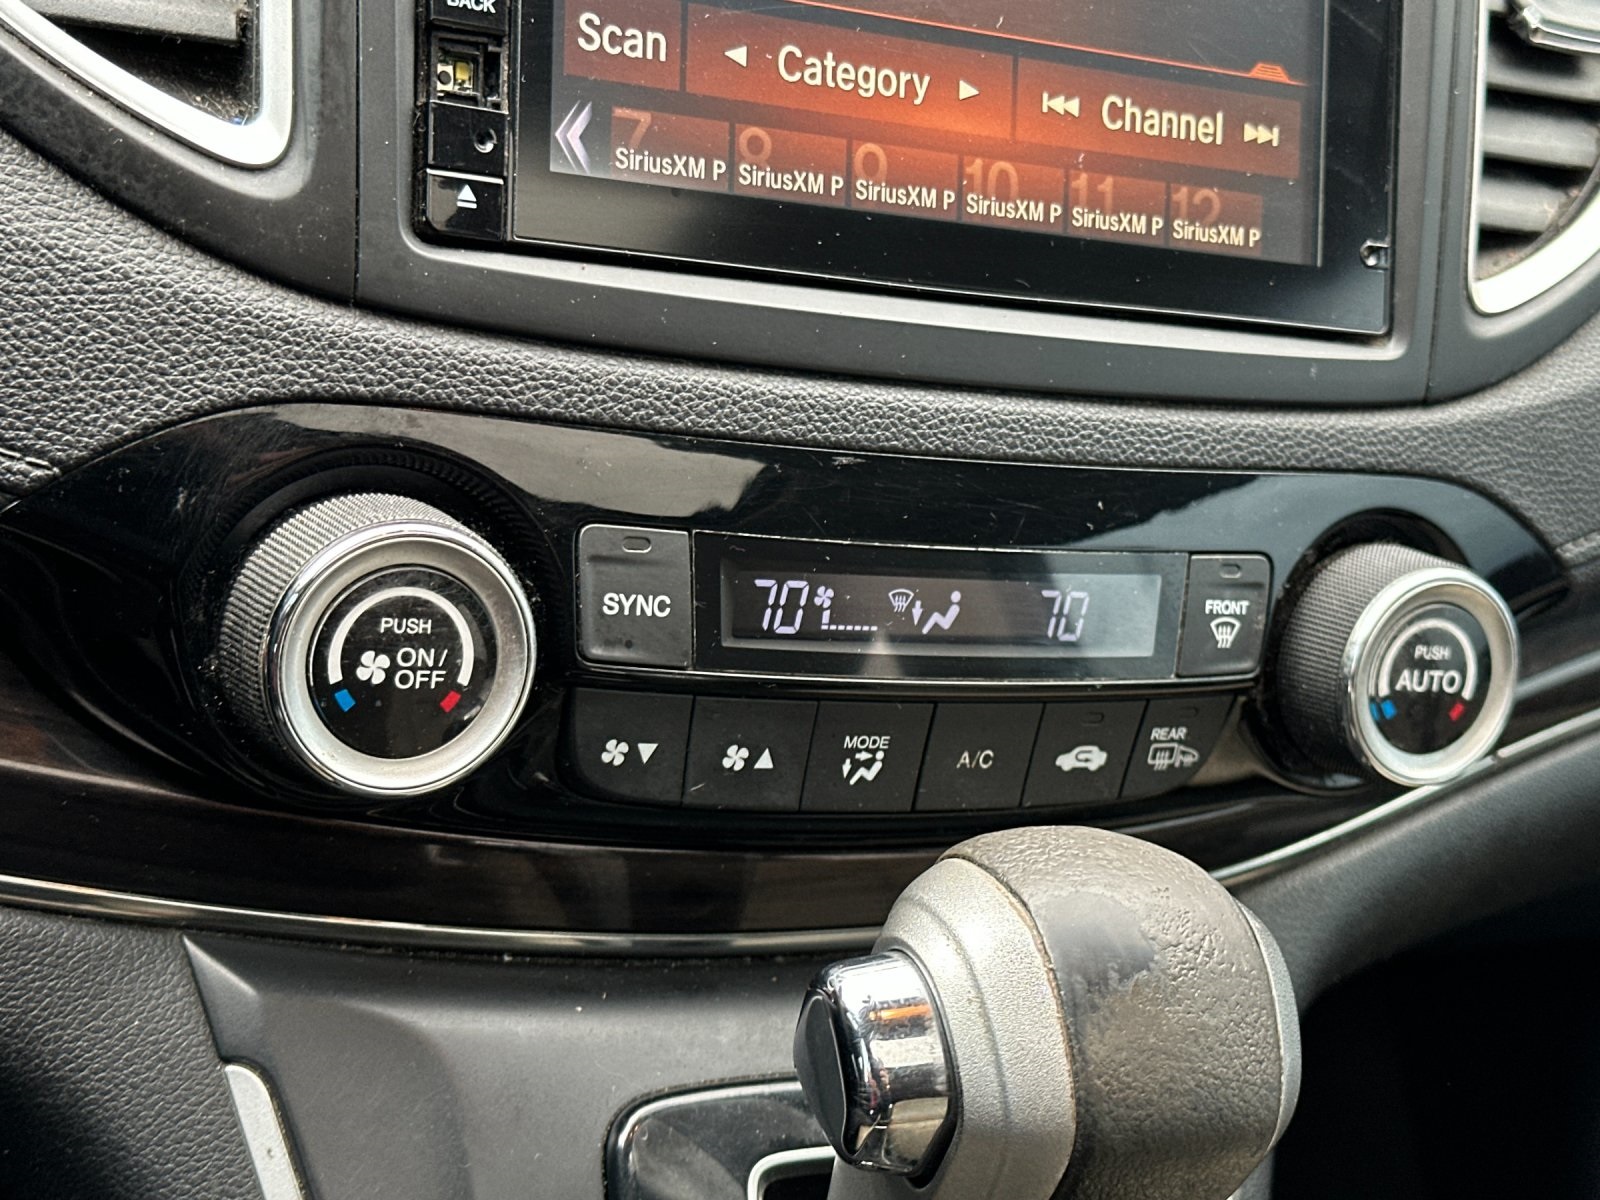 BACK
Scan
Category
Channel
7
8
9
10
11
12
SiriusXM P
SiriusXM P
SiriusXM P
SiriusXM P
SiriusXM P
SiriusXM P
PUSH
ON/
OFF
SYNC
70
70
FRONT
PUSH
AUTO
MODE
A/C
REAR